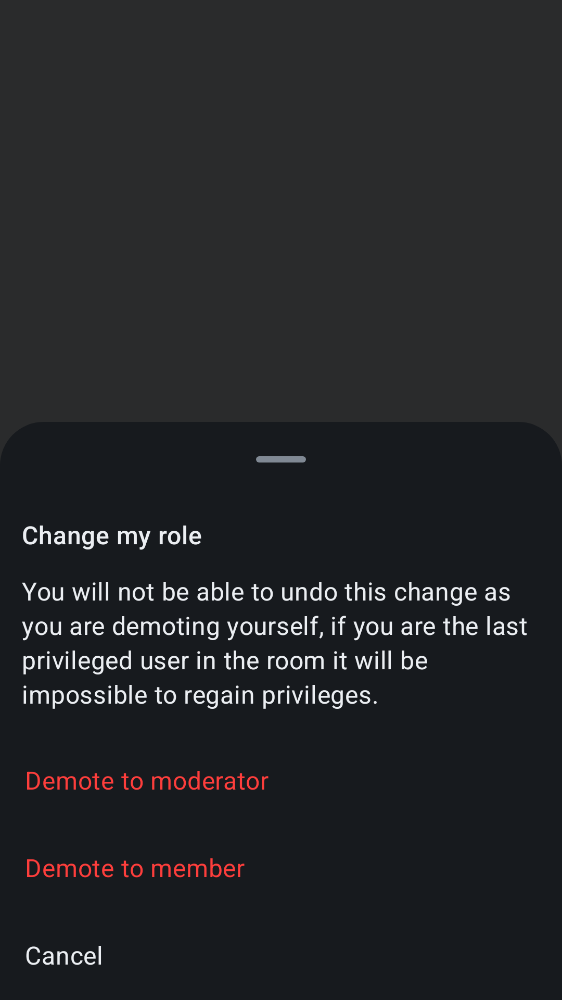 Change my role
You will not be able to undo this change as
you are demoting yourself, if you are the last
privileged user in the room it will be
impossible to regain privileges.
Demote to moderator
Demote to member
Cancel